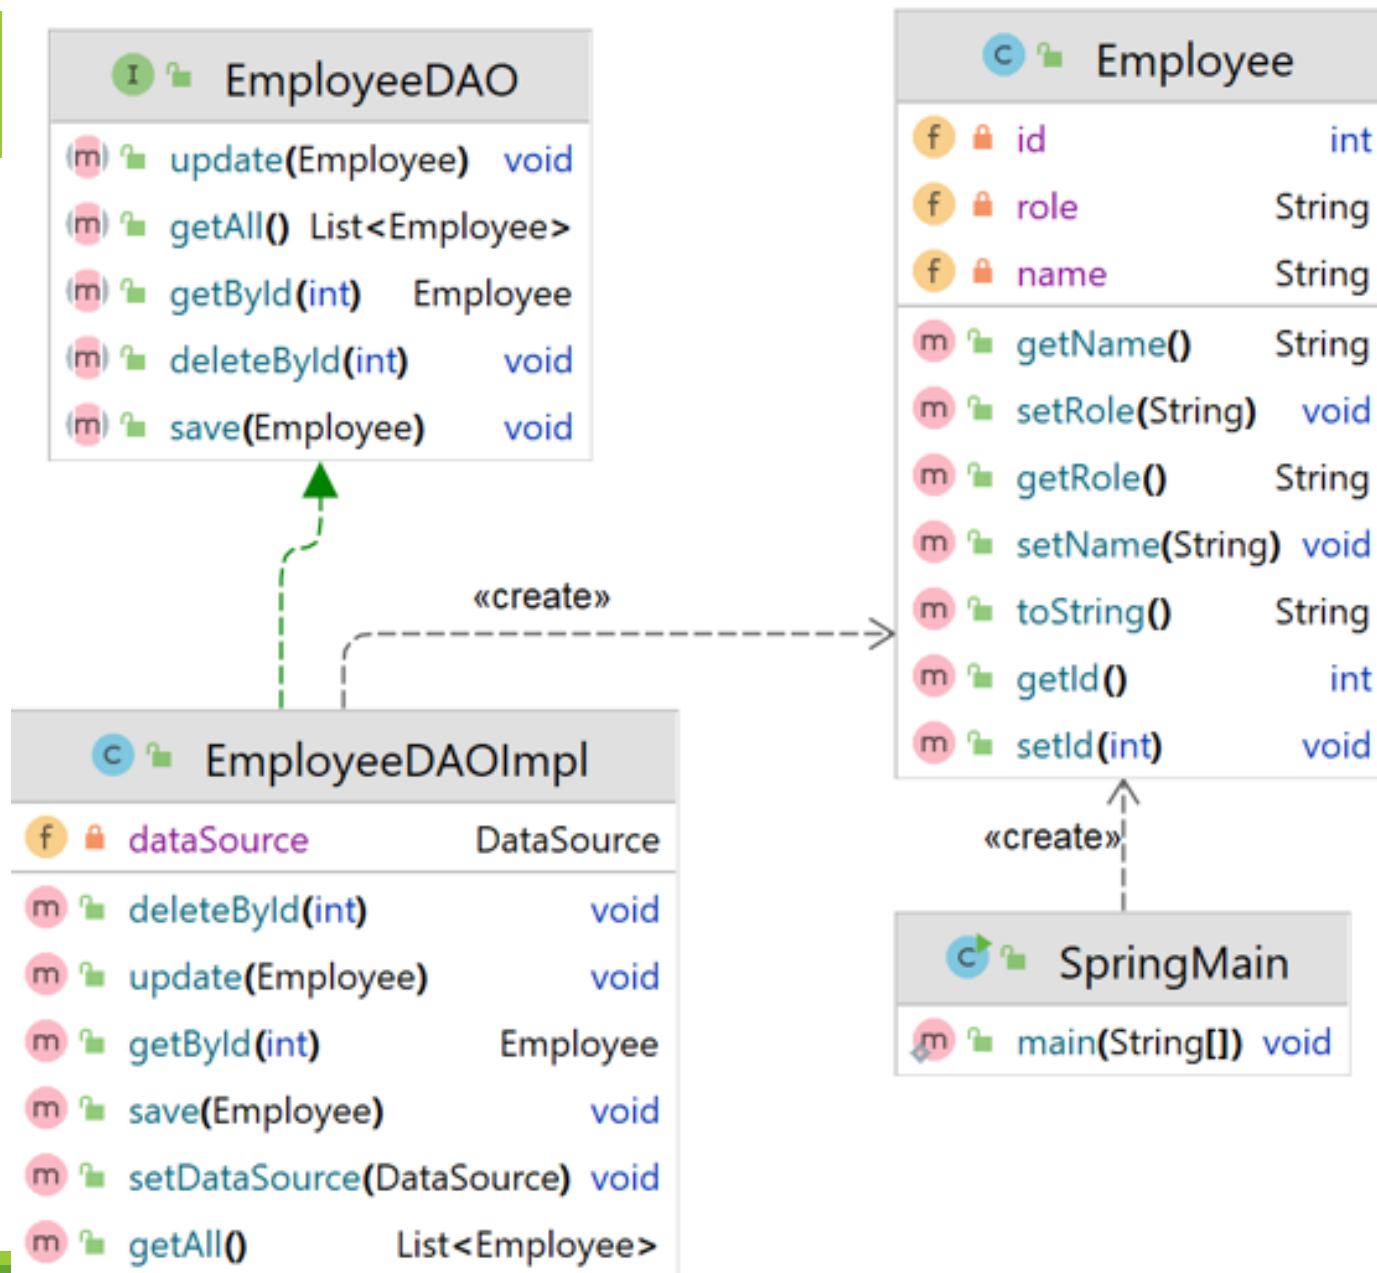 EmployeeDAO
update(Employee) void
getAll() List<Employee>
getById(int) Employee
deleteById(int) void
save(Employee) void
Employee
id int
role String
name String
getName() String
setRole(String) void
getRole() String
setName(String) void
toString() String
getId() int
setId(int) void
«create»
EmployeeDAOImpl
dataSource DataSource
deleteById(int) void
update(Employee) void
getById(int) Employee
save(Employee) void
setDataSource(DataSource) void
getAll() List<Employee>
«create»
SpringMain
main(String[]) void